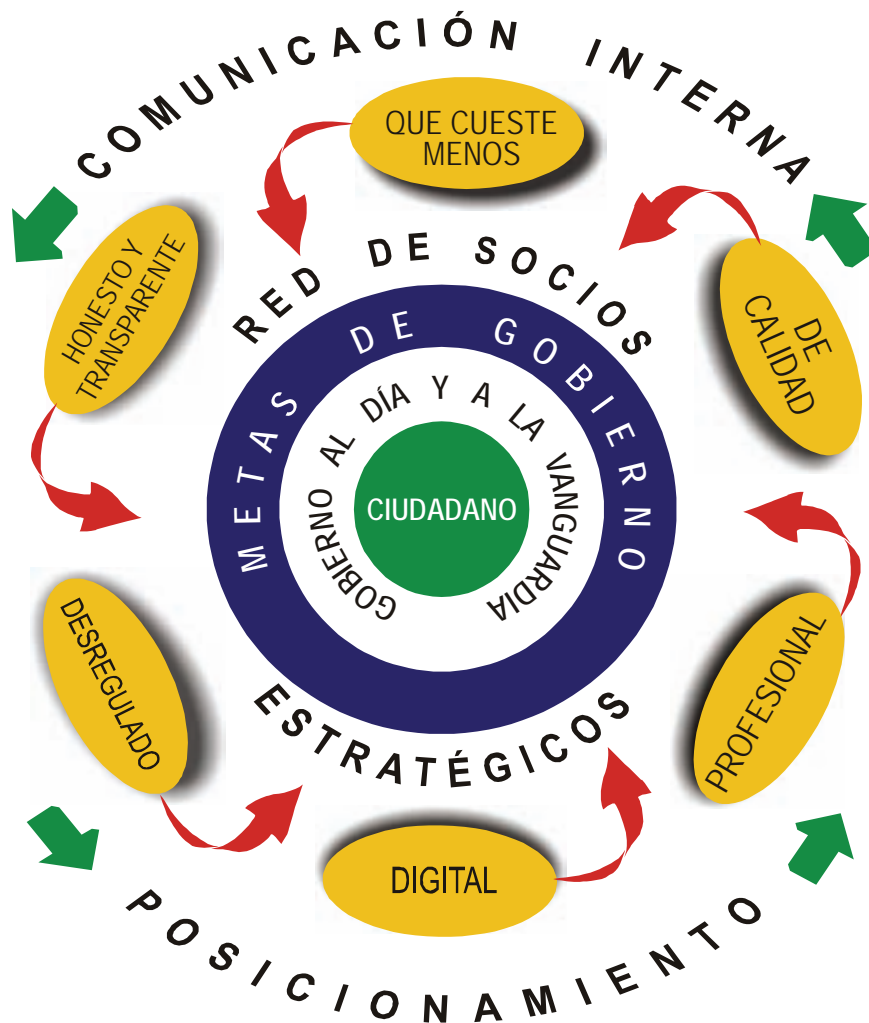 COMUNICACIÓN INTERNA
QUE CUESTE
MENOS
HONESTO Y
TRANSPARENTE
DE
CALIDAD
RED DE SOCIOS
METAS DE GOBIERNO
GOBIERNO AL DÍA Y A LA VANGUARDIA
CIUDADANO
ESTRATÉGICOS
DESREGULADO
PROFESIONAL
DIGITAL
POSICIONAMIENTO